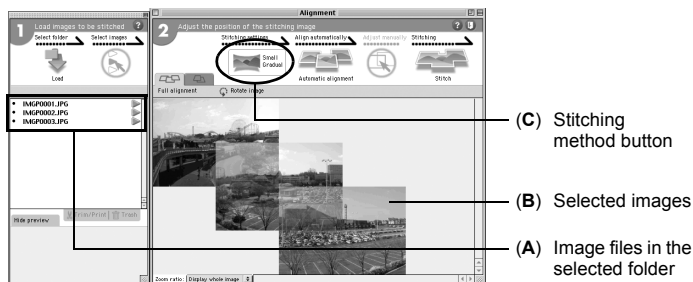 Alignment
1 Load images to be stitched ?
Select folder Select images
Load
IMGP0001.JPG
IMGP0002.JPG
IMGP0003.JPG
Hide preview Trim/Print Trash
2 Adjust the position of the stitching image ?
Stitching settings Align automatically Adjust manually Stitching
Small
Gradual
Automatic alignment Stitch
Full alignment Rotate image
Zoom ratio: Display whole image
(C) Stitching
method button
(B) Selected images
(A) Image files in the
selected folder